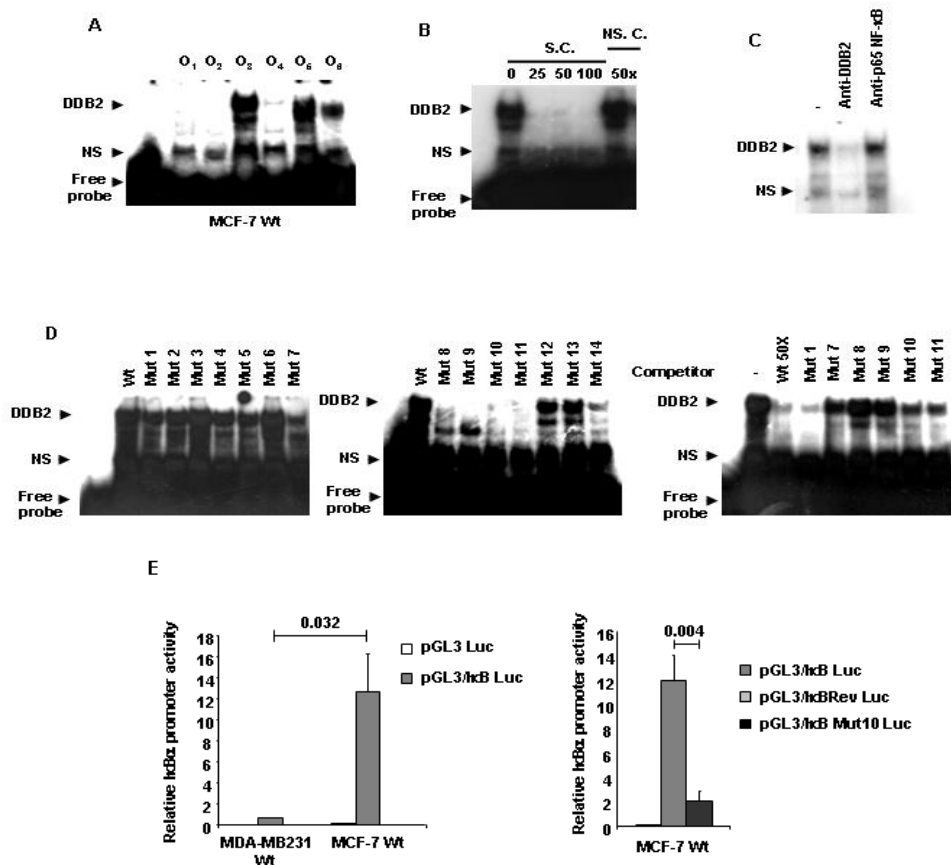 A
O1 O2 O3 O4 O5 O6
DDB2
NS
Free
probe
MCF-7 Wt
B
S.C.
NS. C.
0 25 50 100 50x
DDB2
NS
Free
probe
C
-
Anti-DDB2
Anti-p65 NF-κB
DDB2
NS
D
Wt
Mut 1
Mut 2
Mut 3
Mut 4
Mut 5
Mut 6
Mut 7
DDB2
NS
Free
probe
Wt
Mut 8
Mut 9
Mut 10
Mut 11
Mut 12
Mut 13
Mut 14
DDB2
NS
Free
probe
Competitor
-
Wt 50X
Mut 1
Mut 7
Mut 8
Mut 9
Mut 10
Mut 11
DDB2
NS
Free
probe
E
Relative IκBα promoter activity
18
16
14
12
10
8
6
4
2
0
0.032
MDA-MB231
Wt
MCF-7 Wt
pGL3 Luc
pGL3/IκB Luc
Relative IκBα promoter activity
16
14
12
10
8
6
4
2
0
0.004
MCF-7 Wt
pGL3/IκB Luc
pGL3/IκBRev Luc
pGL3/IκB Mut10 Luc